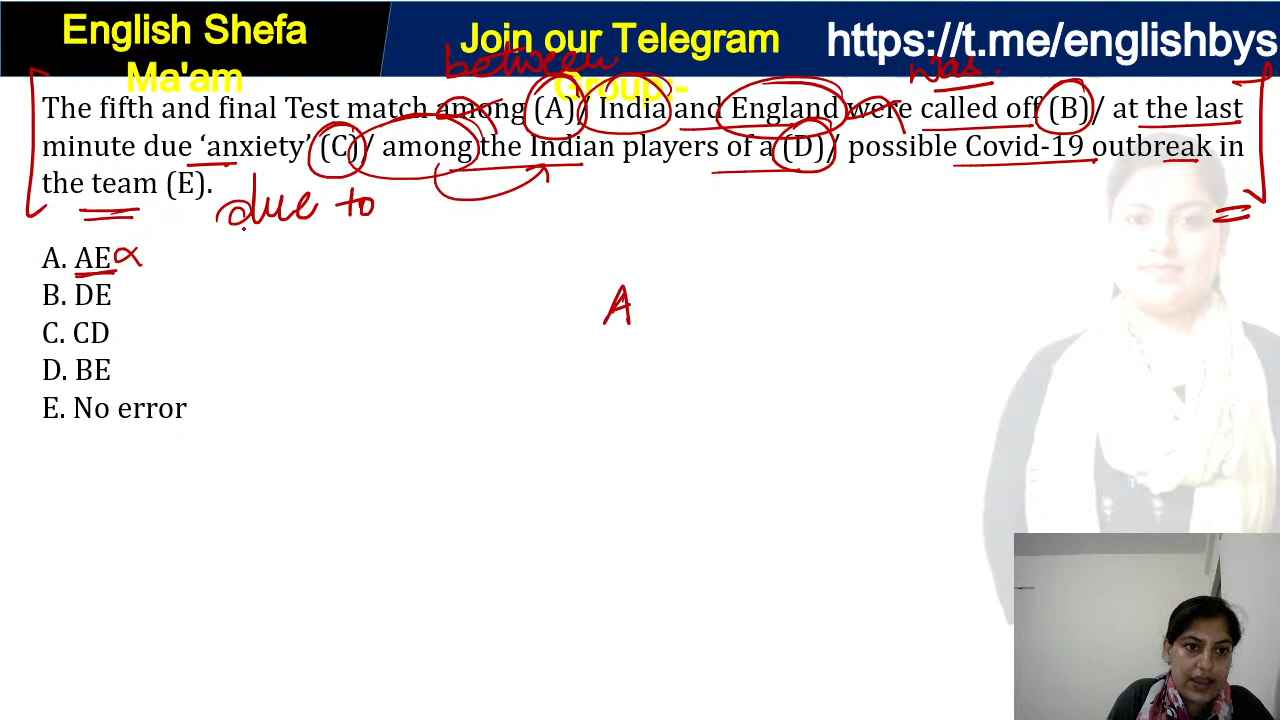 English Shefa Ma'am
Join our Telegram Group:-
https://t.me/englishbys
between
was.
The fifth and final Test match among (A)/ India and England were called off (B)/ at the last
minute due ‘anxiety’ (C)/ among the Indian players of a (D)/ possible Covid-19 outbreak in
the team (E).
due to
A. AE
A
B. DE
C. CD
D. BE
E. No error